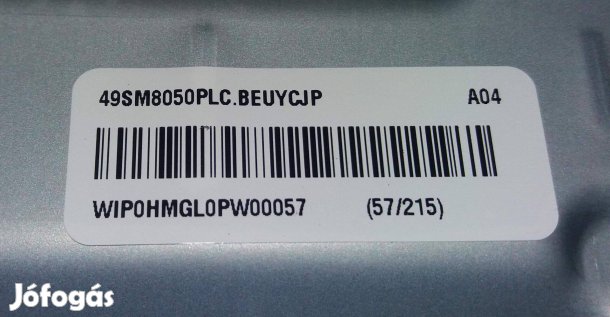 49SM8050PLC.BEUYCJP A04
WIP0HMGL0PW00057 (57/215)
Jófogás